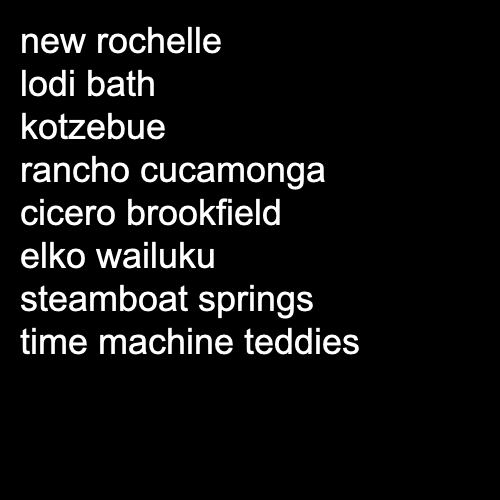 new rochelle
lodi bath
kotzebue
rancho cucamonga
cicero brookfield
elko wailuku
steamboat springs
time machine teddies